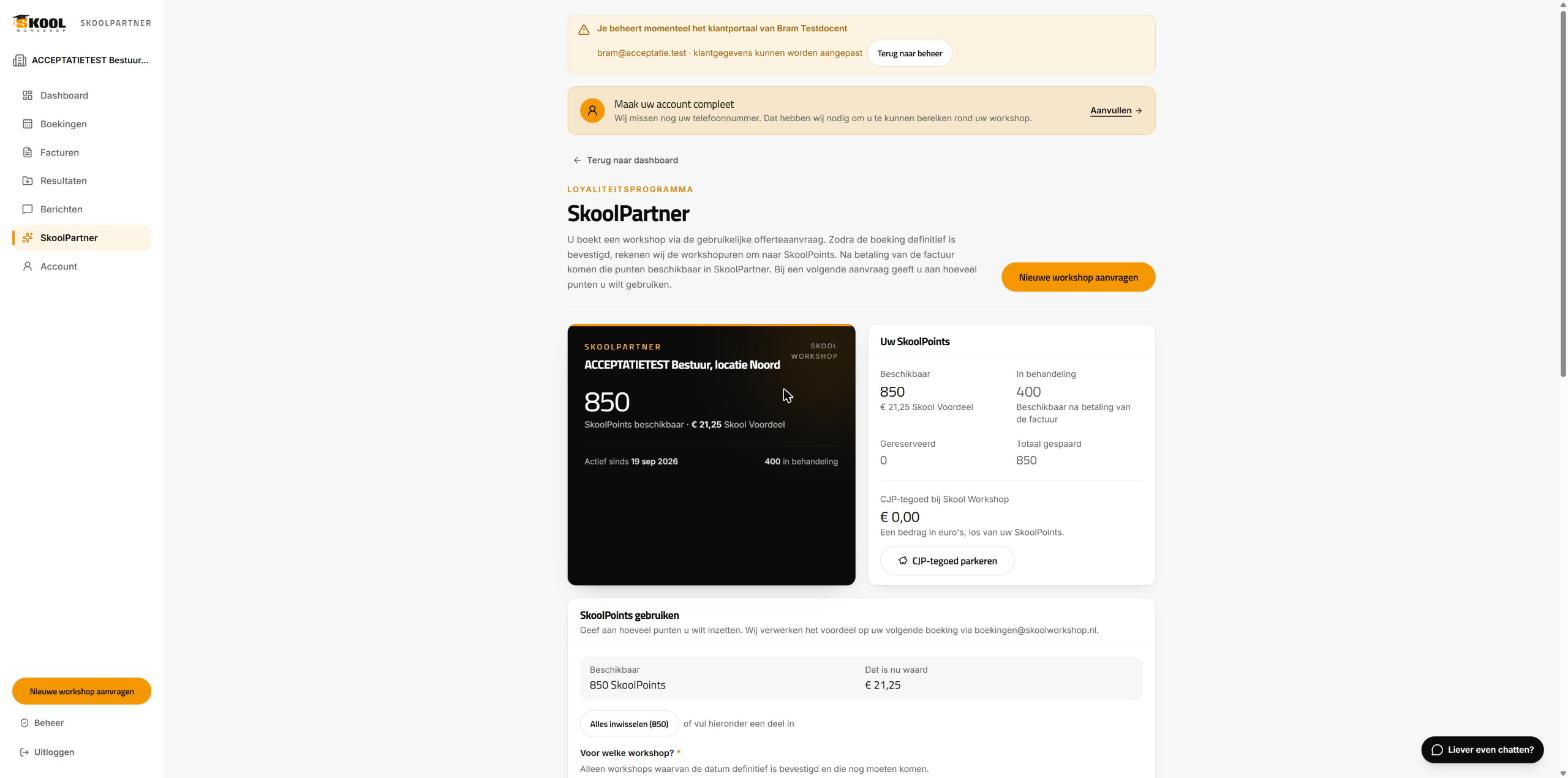 SKOOL
WORKSHOP
SKOOLPARTNER
ACCEPTATIETEST Bestuur...
Dashboard
Boekingen
Facturen
Resultaten
Berichten
SkoolPartner
Account
Nieuwe workshop aanvragen
Beheer
Uitloggen
Je beheert momenteel het klantportaal van Bram Testdocent
bram@acceptatie.test · klantgegevens kunnen worden aangepast
Terug naar beheer
Maak uw account compleet
Wij missen nog uw telefoonnummer. Dat hebben wij nodig om u te kunnen bereiken rond uw workshop.
Aanvullen →
← Terug naar dashboard
LOYALITEITSPROGRAMMA
SkoolPartner
U boekt een workshop via de gebruikelijke offerteaanvraag. Zodra de boeking definitief is
bevestigd, rekenen wij de workshopuren om naar SkoolPoints. Na betaling van de factuur
komen die punten beschikbaar in SkoolPartner. Bij een volgende aanvraag geeft u aan hoeveel
punten u wilt gebruiken.
Nieuwe workshop aanvragen
SKOOLPARTNER
SKOOL
WORKSHOP
ACCEPTATIETEST Bestuur, locatie Noord
850
SkoolPoints beschikbaar · € 21,25 Skool Voordeel
Actief sinds 19 sep 2026
400 in behandeling
Uw SkoolPoints
Beschikbaar
850
€ 21,25 Skool Voordeel
In behandeling
400
Beschikbaar na betaling van
de factuur
Gereserveerd
0
Totaal gespaard
850
CJP-tegoed bij Skool Workshop
€ 0,00
Een bedrag in euro's, los van uw SkoolPoints.
CJP-tegoed parkeren
SkoolPoints gebruiken
Geef aan hoeveel punten u wilt inzetten. Wij verwerken het voordeel op uw volgende boeking via boekingen@skoolworkshop.nl.
Beschikbaar
850 SkoolPoints
Dat is nu waard
€ 21,25
Alles inwisselen (850)
of vul hieronder een deel in
Voor welke workshop? *
Alleen workshops waarvan de datum definitief is bevestigd en die nog moeten komen.
Liever even chatten?